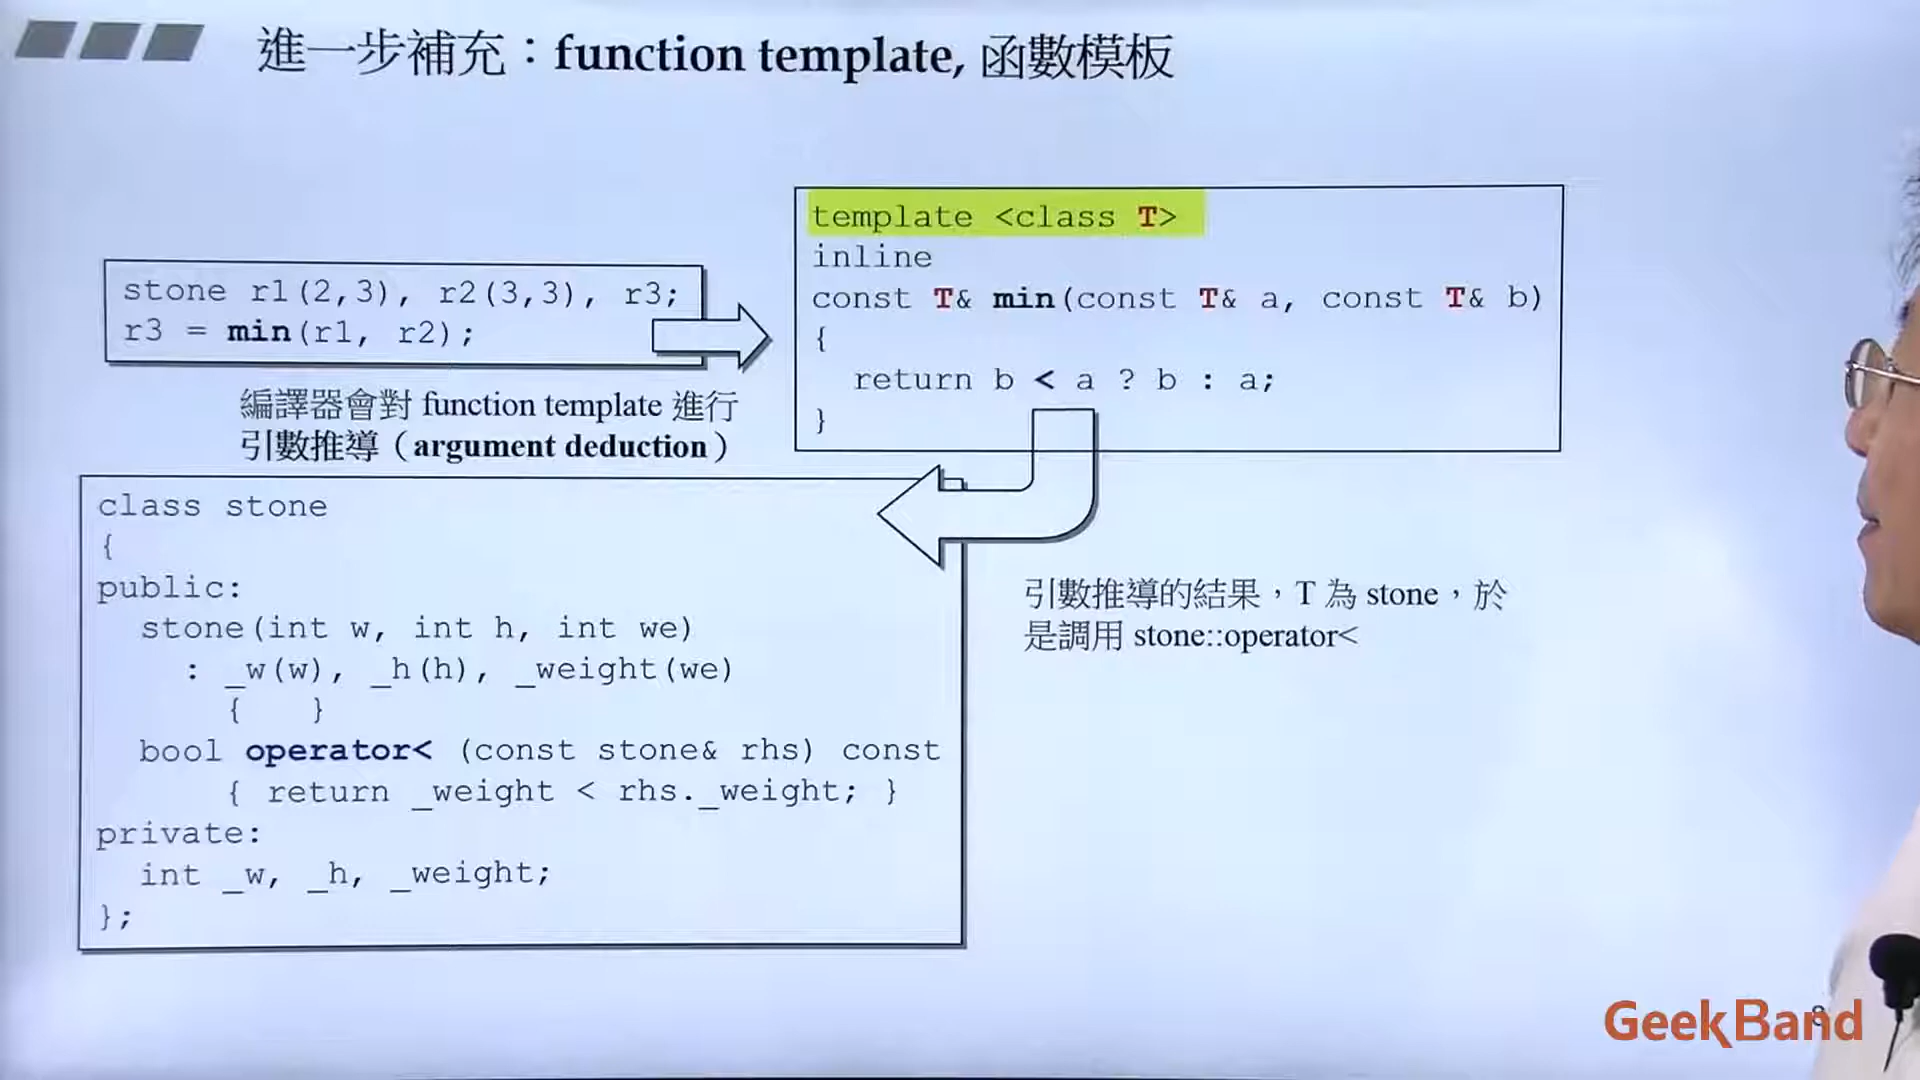 進一步補充：function template, 函數模板
stone r1(2,3), r2(3,3), r3;
r3 = min(r1, r2);
編譯器會對 function template 進行
引數推導（argument deduction）
template <class T>
inline
const T& min(const T& a, const T& b)
{
return b < a ? b : a;
}
class stone
{
public:
stone(int w, int h, int we)
: _w(w), _h(h), _weight(we)
{ }
bool operator< (const stone& rhs) const
{ return _weight < rhs._weight; }
private:
int _w, _h, _weight;
};
引數推導的結果，T 為 stone，於
是調用 stone::operator<
GeekBand
8